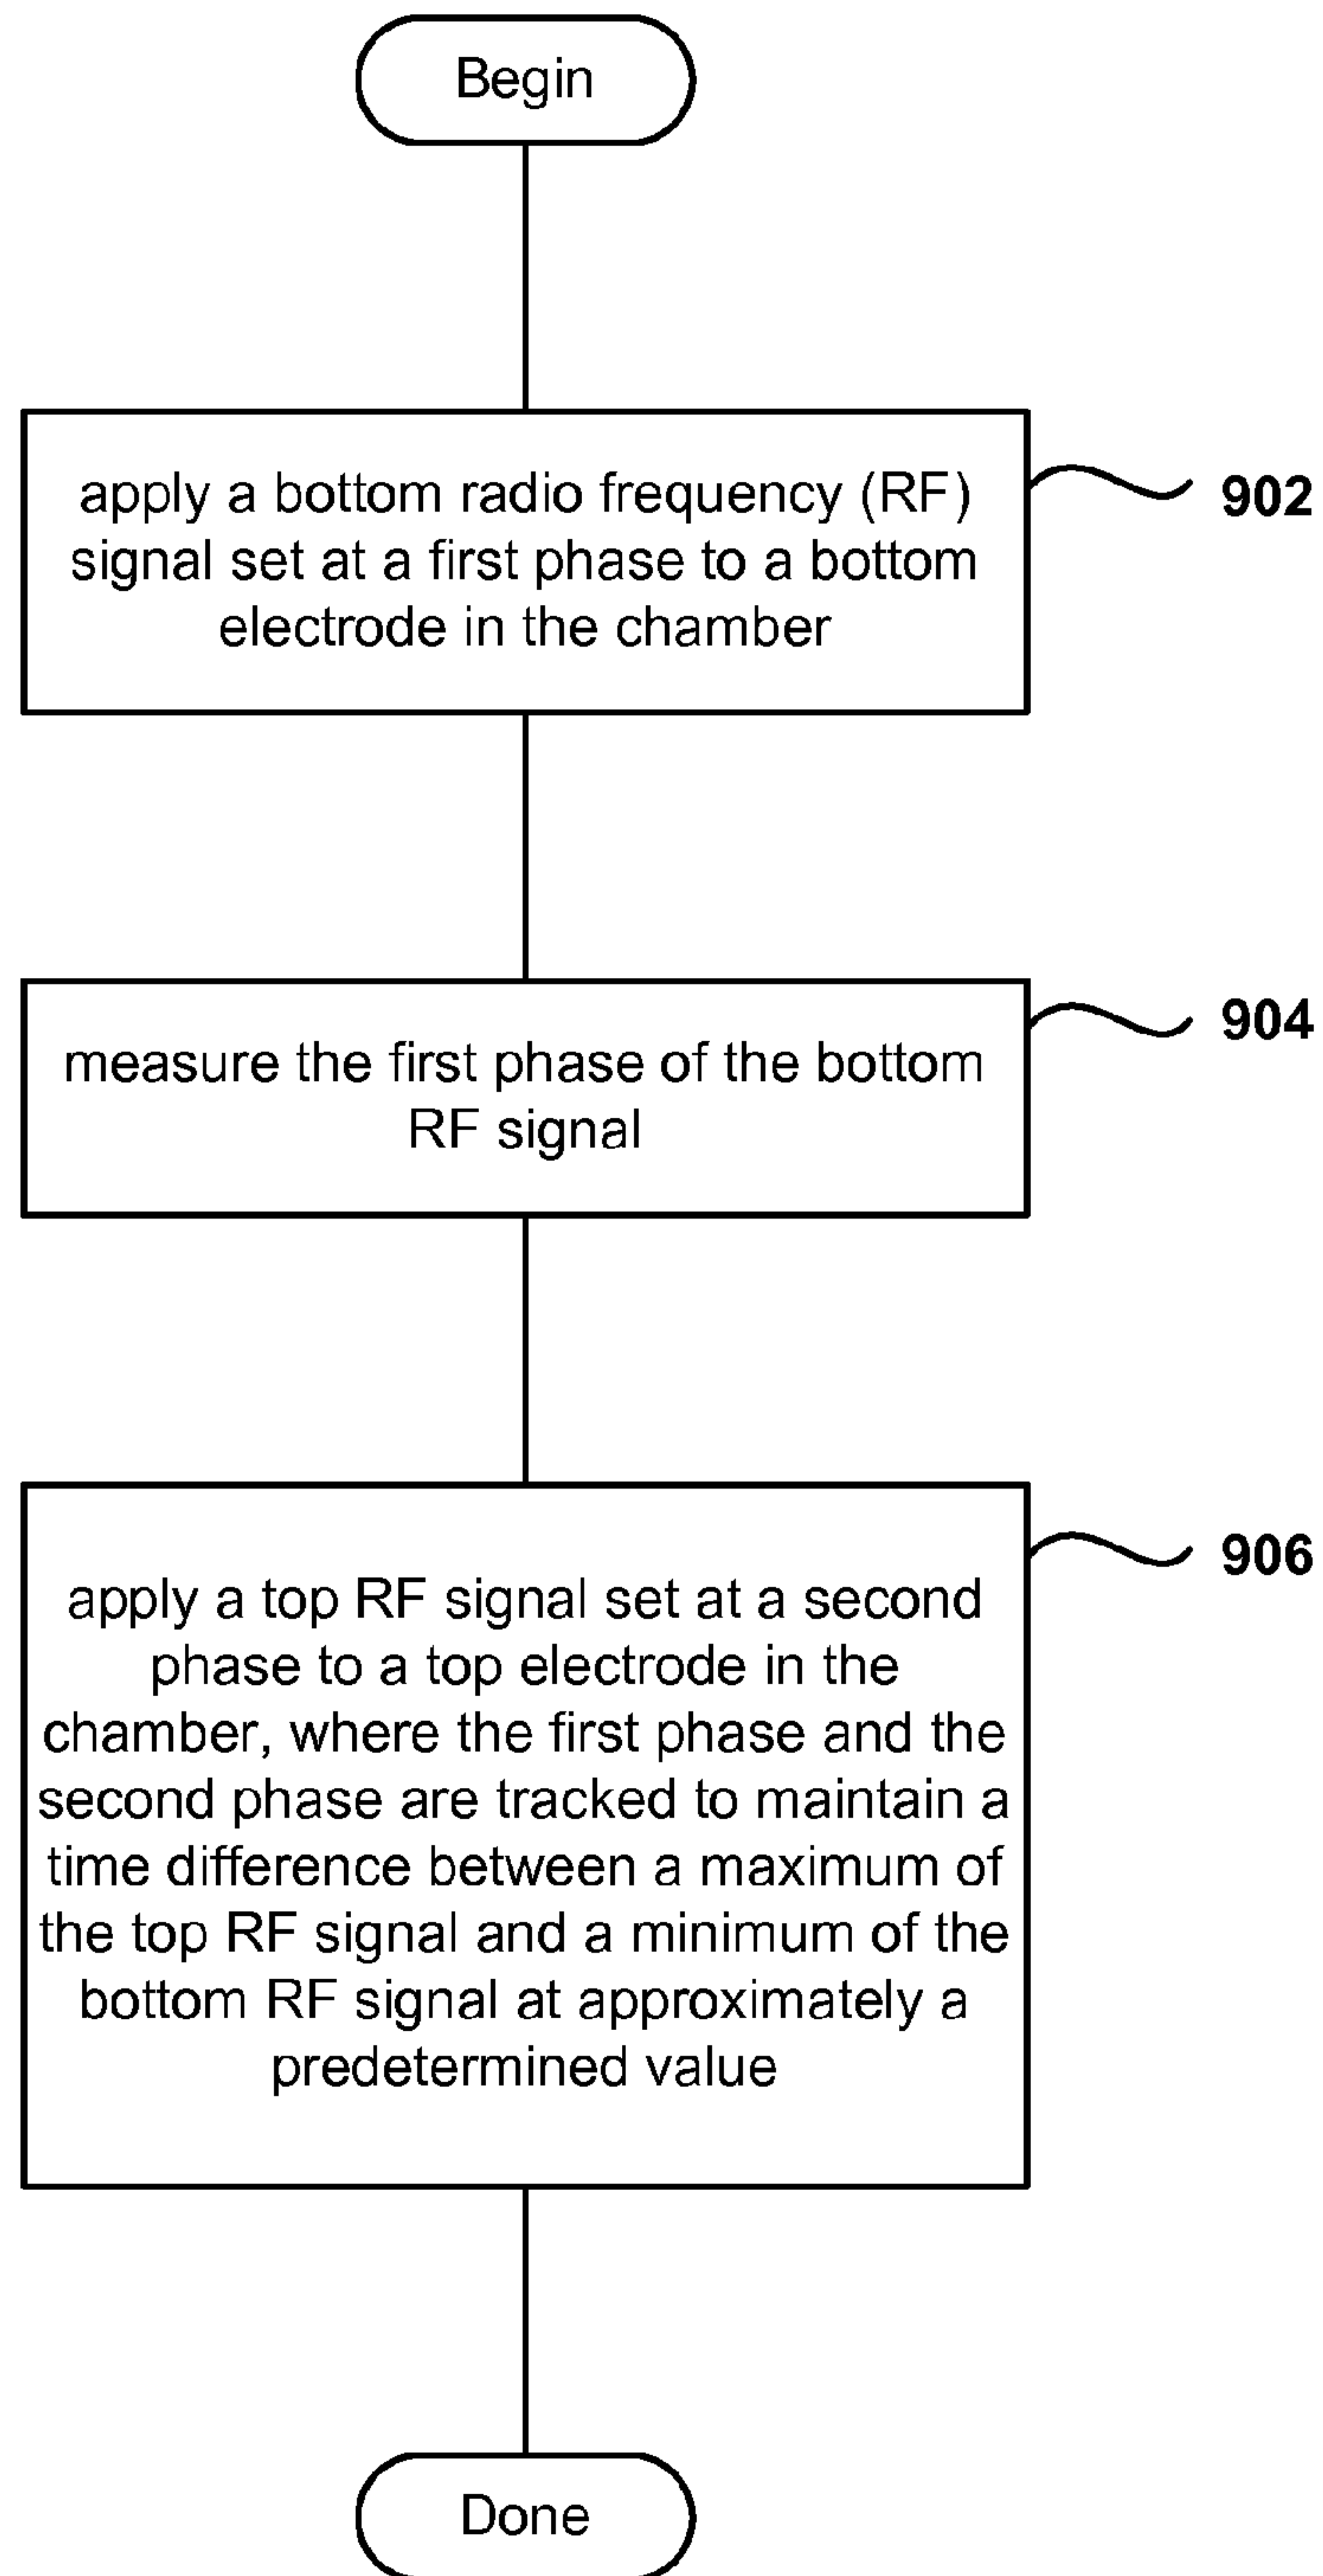 Begin
apply a bottom radio frequency (RF)
signal set at a first phase to a bottom
electrode in the chamber
902
measure the first phase of the bottom
RF signal
904
apply a top RF signal set at a second
phase to a top electrode in the
chamber, where the first phase and the
second phase are tracked to maintain a
time difference between a maximum of
the top RF signal and a minimum of the
bottom RF signal at approximately a
predetermined value
906
Done